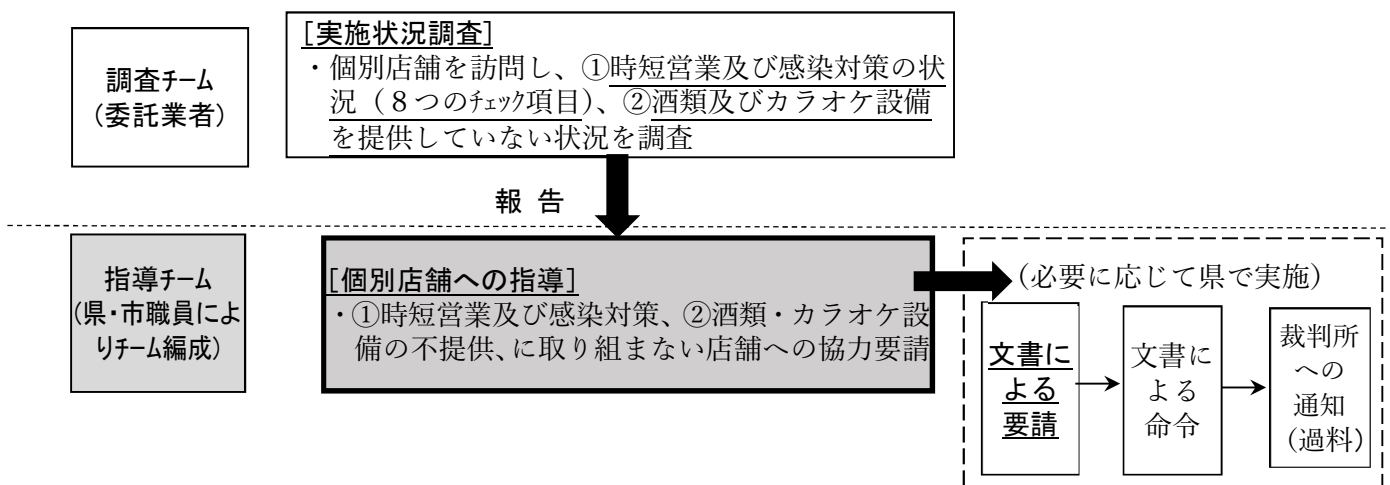 調査チーム
(委託業者)
[実施状況調査]
・個別店舗を訪問し、①時短営業及び感染対策の状
況（８つのチェック項目）、②酒類及びカラオケ設備
を提供していない状況を調査
報 告
指導チーム
(県・市職員によ
りチーム編成)
[個別店舗への指導]
・①時短営業及び感染対策、②酒類・カラオケ設
備の不提供、に取り組まない店舗への協力要請
（必要に応じて県で実施）
文書に
よる
要請
文書に
よる
命令
裁判所
への
通知
（過料）